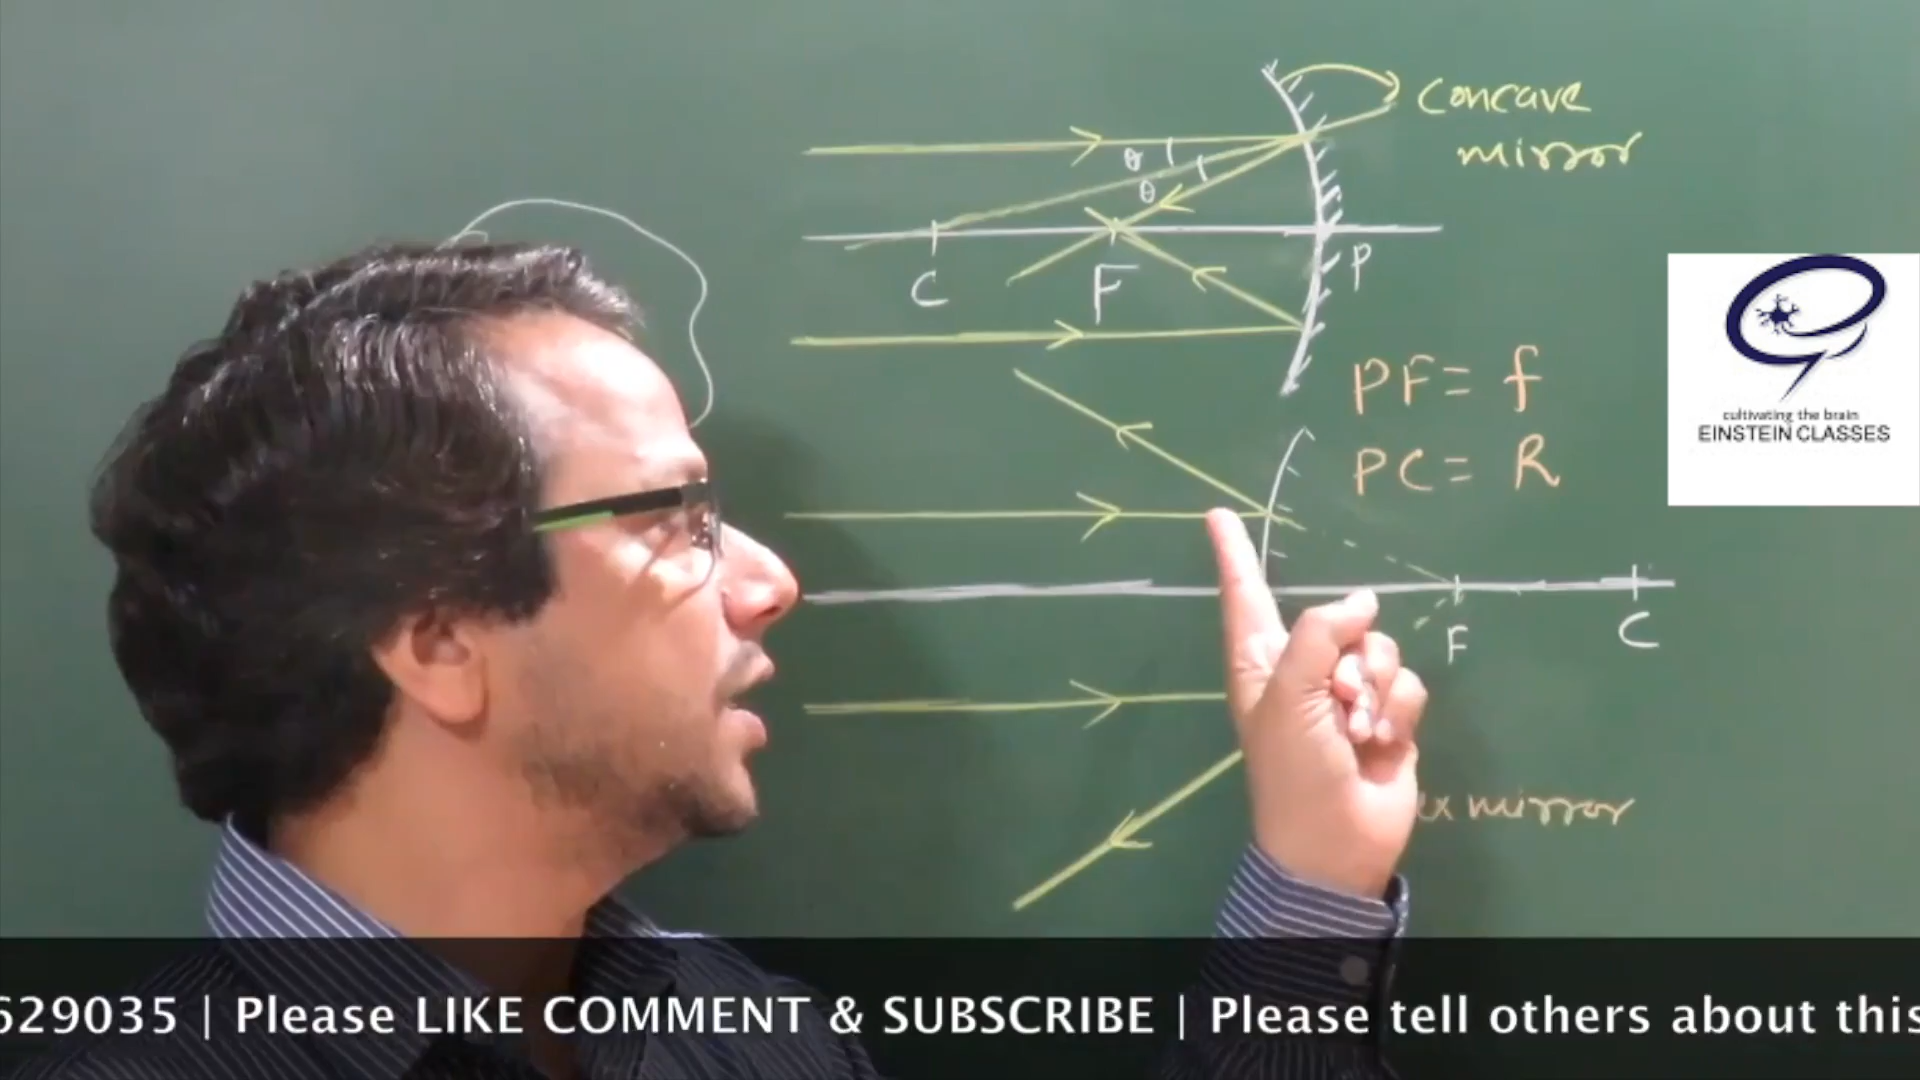 concave
mirror
θ
θ
C
F
P
PF = f
PC = R
F
C
ex mirror
cultivating the brain
EINSTEIN CLASSES
629035 | Please LIKE COMMENT & SUBSCRIBE | Please tell others about this